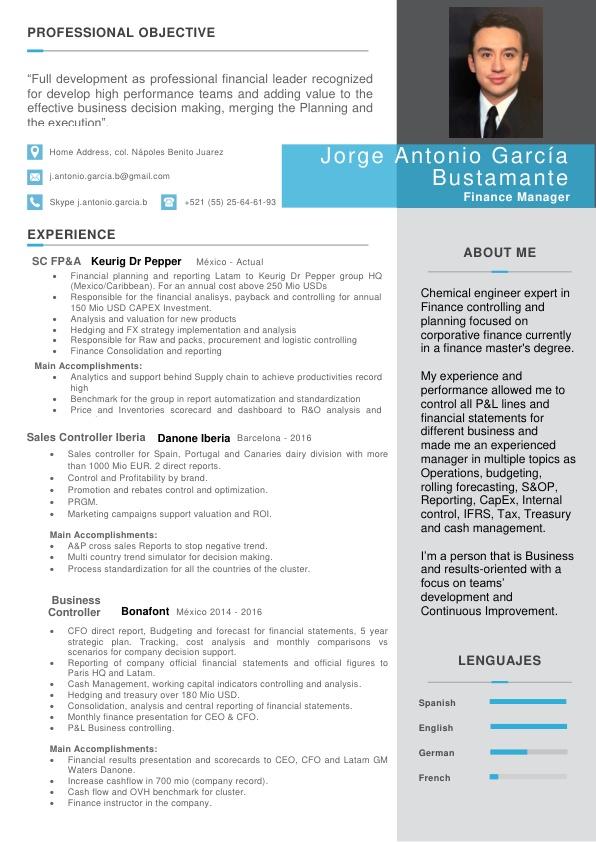 PROFESSIONAL OBJECTIVE
“Full development as professional financial leader recognized
for develop high performance teams and adding value to the
effective business decision making, merging the Planning and
the execution”.
Home Address, col. Nápoles Benito Juarez
j.antonio.garcia.b@gmail.com
Skype j.antonio.garcia.b +521 (55) 25-64-61-93
Jorge Antonio García
Bustamante
Finance Manager
EXPERIENCE
SC FP&A Keurig Dr Pepper México - Actual
• Financial planning and reporting Latam to Keurig Dr Pepper group HQ
(Mexico/Caribbean). For an annual cost above 250 Mio USDs
• Responsible for the financial analisys, payback and controlling for annual
150 Mio USD CAPEX Investment.
• Analysis and valuation for new products
• Hedging and FX strategy implementation and analysis
• Responsible for Raw and packs, procurement and logistic controlling
• Finance Consolidation and reporting
Main Accomplishments:
• Analytics and support behind Supply chain to achieve productivities record
high
• Benchmark for the group in report automatization and standardization
• Price and Inventories scorecard and dashboard to R&O analysis and
Sales Controller Iberia Danone Iberia Barcelona - 2016
• Sales controller for Spain, Portugal and Canaries dairy division with more
than 1000 Mio EUR. 2 direct reports.
• Control and Profitability by brand.
• Promotion and rebates control and optimization.
• PRGM.
• Marketing campaigns support valuation and ROI.
Main Accomplishments:
• A&P cross sales Reports to stop negative trend.
• Multi country trend simulator for decision making.
• Process standardization for all the countries of the cluster.
Business
Controller Bonafont México 2014 - 2016
• CFO direct report, Budgeting and forecast for financial statements, 5 year
strategic plan. Tracking, cost analysis and monthly comparisons vs
scenarios for company decision support.
• Reporting of company official financial statements and official figures to
Paris HQ and Latam.
• Cash Management, working capital indicators controlling and analysis.
• Hedging and treasury over 180 Mio USD.
• Consolidation, analysis and central reporting of financial statements.
• Monthly finance presentation for CEO & CFO.
• P&L Business controlling.
Main Accomplishments:
• Financial results presentation and scorecards to CEO, CFO and Latam GM
Waters Danone.
• Increase cashflow in 700 mio (company record).
• Cash flow and OVH benchmark for cluster.
• Finance instructor in the company.
ABOUT ME
Chemical engineer expert in
Finance controlling and
planning focused on
corporative finance currently
in a finance master's degree.
My experience and
performance allowed me to
control all P&L lines and
financial statements for
different business and
made me an experienced
manager in multiple topics as
Operations, budgeting,
rolling forecasting, S&OP,
Reporting, CapEx, Internal
control, IFRS, Tax, Treasury
and cash management.
I’m a person that is Business
and results-oriented with a
focus on teams’
development and
Continuous Improvement.
LENGUAJES
Spanish
English
German
French